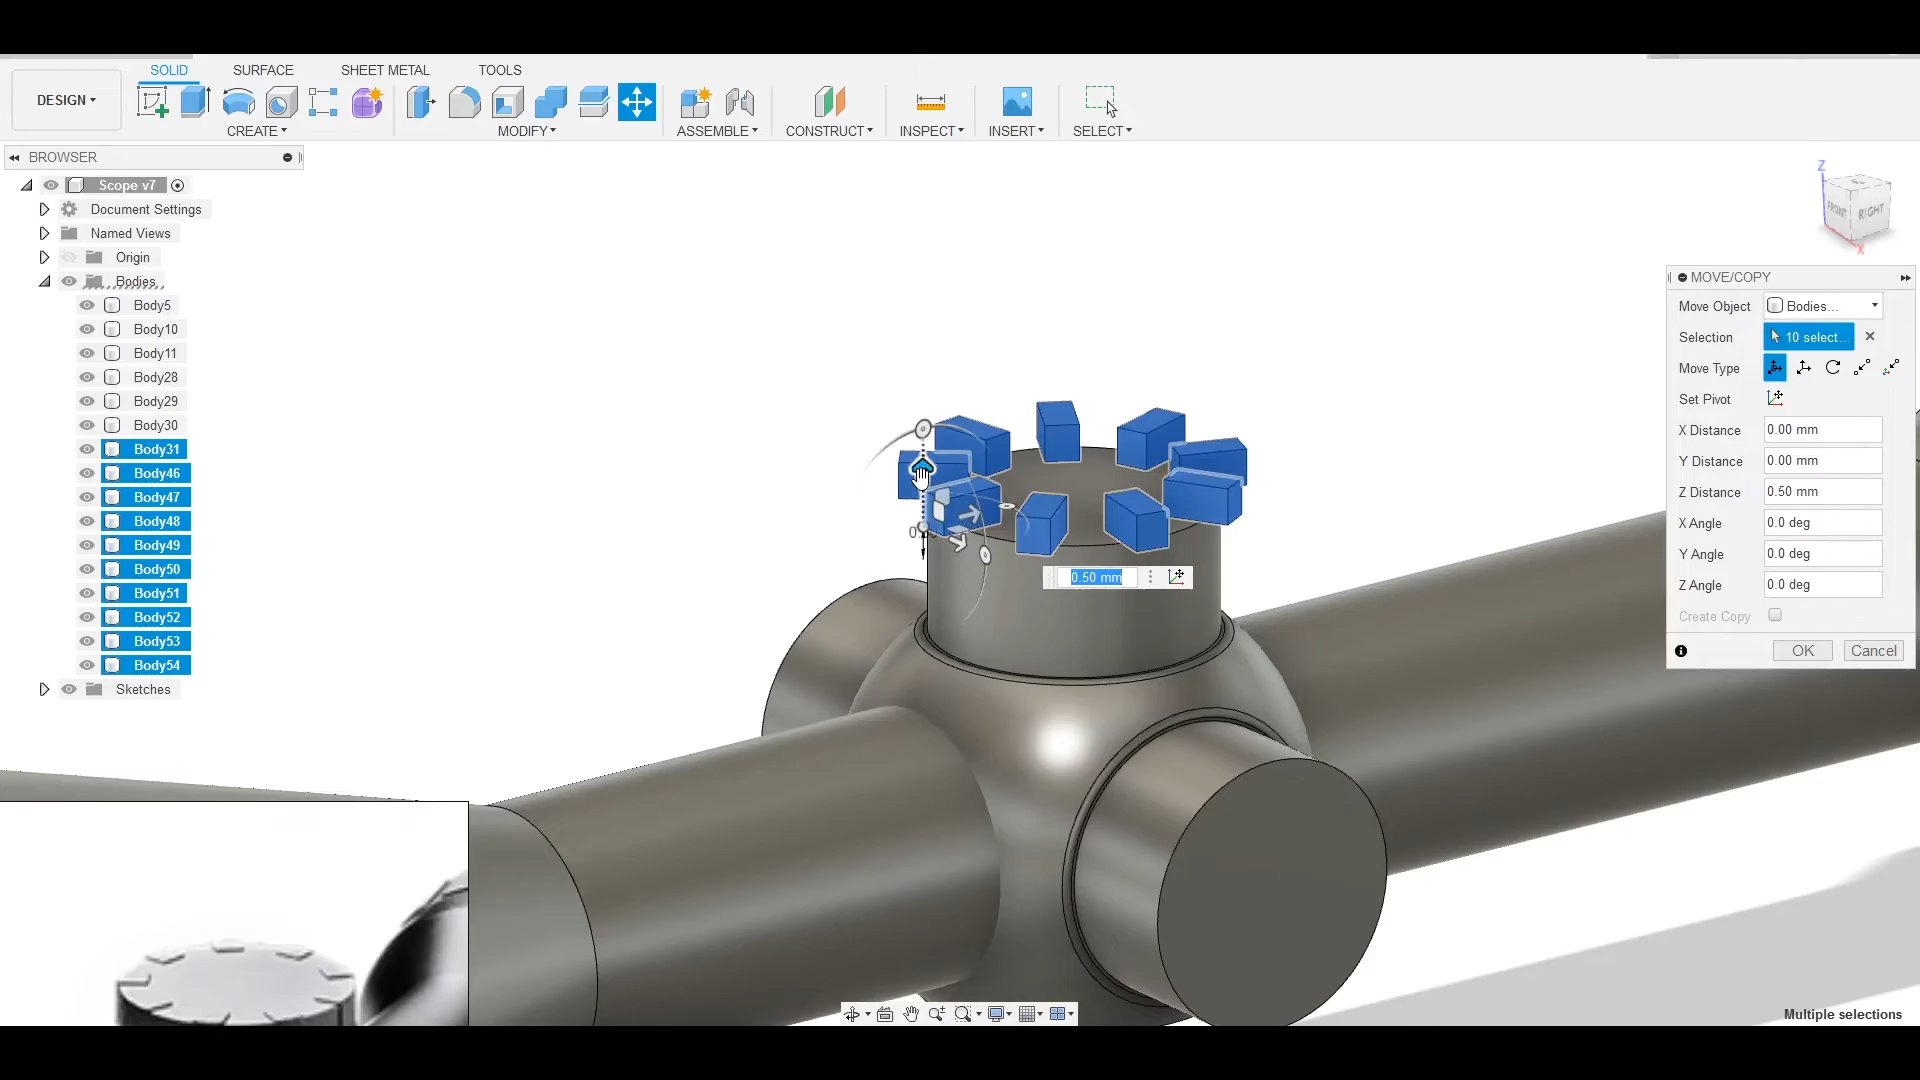 SOLID SURFACE SHEET METAL TOOLS
DESIGN
CREATE MODIFY ASSEMBLE CONSTRUCT INSPECT INSERT SELECT
BROWSER
Scope v7
Document Settings
Named Views
Origin
Bodies
Body5
Body10
Body11
Body28
Body29
Body30
Body31
Body46
Body47
Body48
Body49
Body50
Body51
Body52
Body53
Body54
Sketches
Z
FRONT RIGHT
X
MOVE/COPY
Move Object Bodies...
Selection 10 select...
Move Type
Set Pivot
X Distance 0.00 mm
Y Distance 0.00 mm
Z Distance 0.50 mm
X Angle 0.0 deg
Y Angle 0.0 deg
Z Angle 0.0 deg
Create Copy
OK Cancel
0.50 mm
Multiple selections